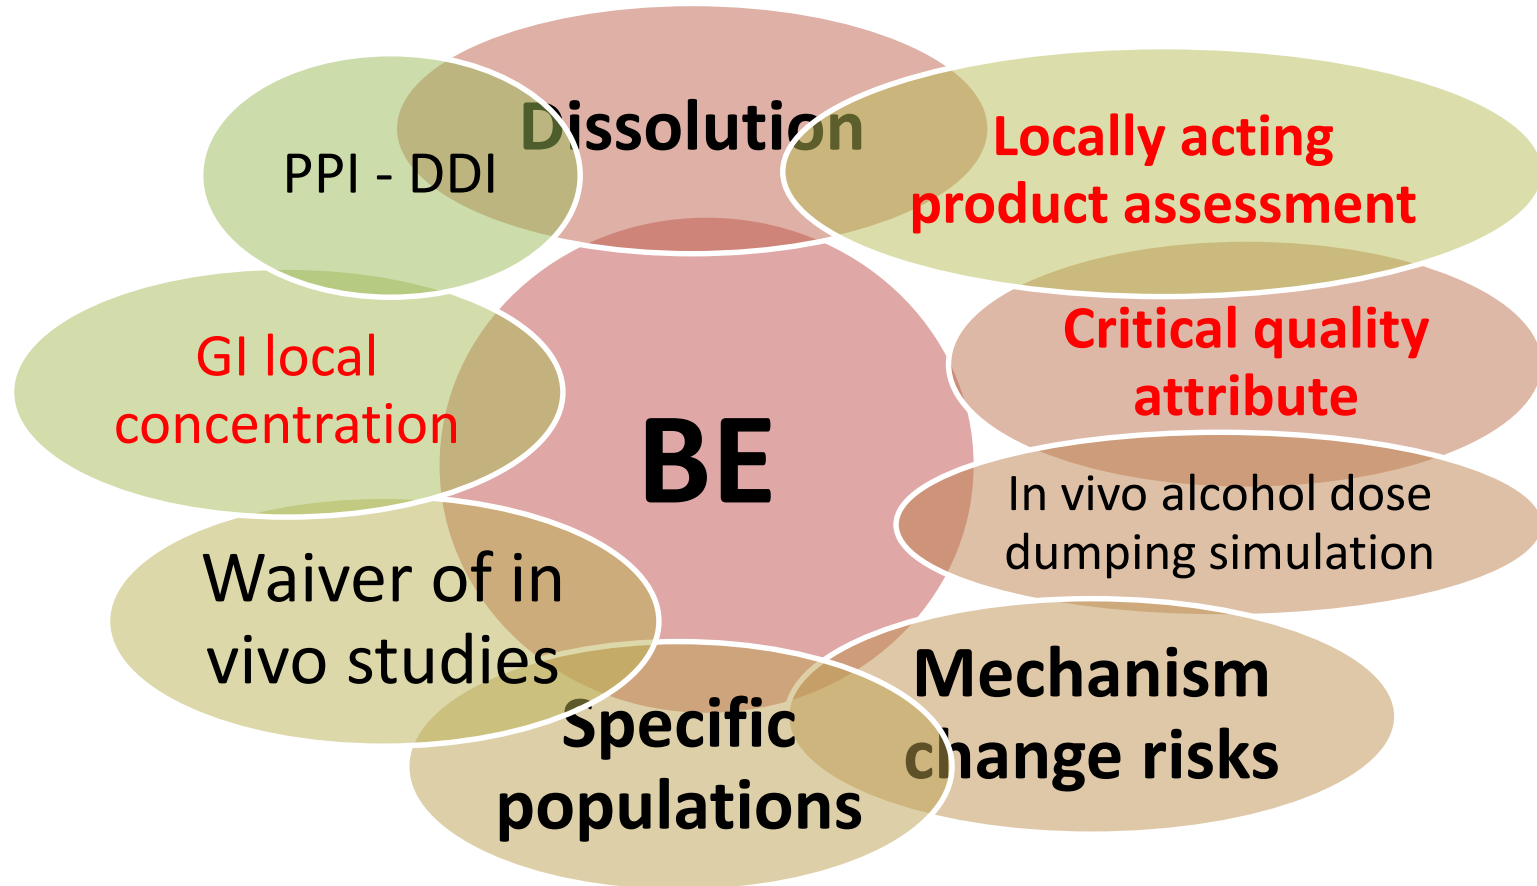 Dissolution
PPI - DDI
Locally acting
product assessment
GI local
concentration
Critical quality
attribute
BE
In vivo alcohol dose
dumping simulation
Waiver of in
vivo studies
Mechanism
change risks
Specific
populations